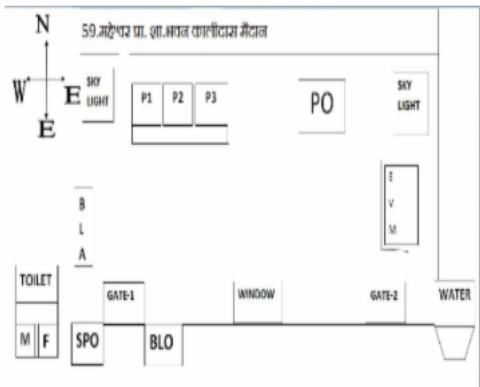 N
59.महेश्वर प्रा. शा.भवन कालीदास मैदान
W E
E
SKY LIGHT
P1 P2 P3
PO
SKY LIGHT
B
L
A
E
V
M
TOILET
GATE-1
WINDOW
GATE-2
WATER
M F
SPO
BLO